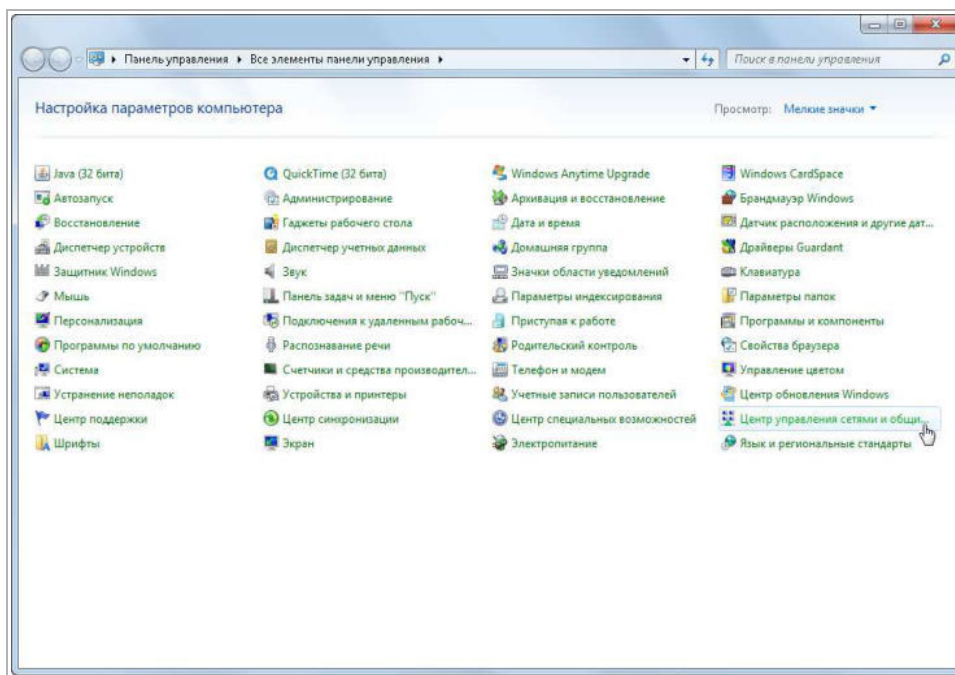 Панель управления ▸ Все элементы панели управления ▸
Поиск в панели управления
Настройка параметров компьютера
Просмотр: Мелкие значки
Java (32 бита) QuickTime (32 бита) Windows Anytime Upgrade Windows CardSpace
Автозапуск Администрирование Архивация и восстановление Брандмауэр Windows
Восстановление Гаджеты рабочего стола Дата и время Датчик расположения и другие дат...
Диспетчер устройств Диспетчер учетных данных Домашняя группа Драйверы Guardant
Защитник Windows Звук Значки области уведомлений Клавиатура
Мышь Панель задач и меню "Пуск" Параметры индексирования Параметры папок
Персонализация Подключения к удаленным рабоч... Приступая к работе Программы и компоненты
Программы по умолчанию Распознавание речи Родительский контроль Свойства браузера
Система Счетчики и средства производител... Телефон и модем Управление цветом
Устранение неполадок Устройства и принтеры Учетные записи пользователей Центр обновления Windows
Центр поддержки Центр синхронизации Центр специальных возможностей Центр управления сетями и общи...
Шрифты Экран Электропитание Язык и региональные стандарты